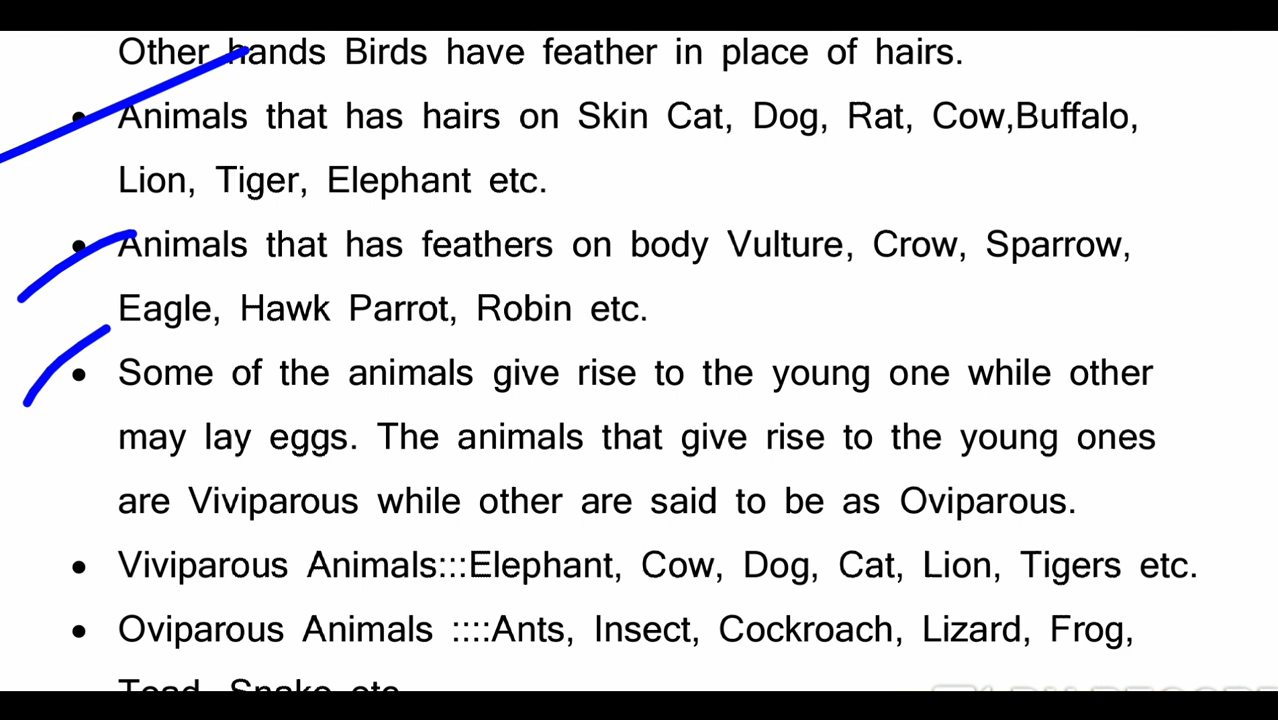 Other hands Birds have feather in place of hairs.
• Animals that has hairs on Skin Cat, Dog, Rat, Cow,Buffalo,
Lion, Tiger, Elephant etc.
• Animals that has feathers on body Vulture, Crow, Sparrow,
Eagle, Hawk Parrot, Robin etc.
• Some of the animals give rise to the young one while other
may lay eggs. The animals that give rise to the young ones
are Viviparous while other are said to be as Oviparous.
• Viviparous Animals:::Elephant, Cow, Dog, Cat, Lion, Tigers etc.
• Oviparous Animals ::::Ants, Insect, Cockroach, Lizard, Frog,
Toad, Snake etc